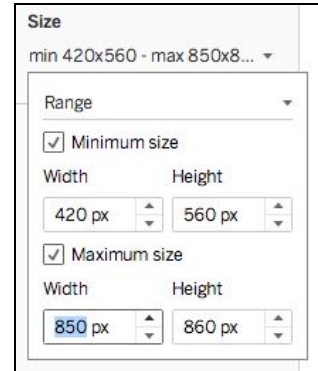 Size
min 420x560 - max 850x8...
Range
Minimum size
Width Height
420 px 560 px
Maximum size
Width Height
850 px 860 px